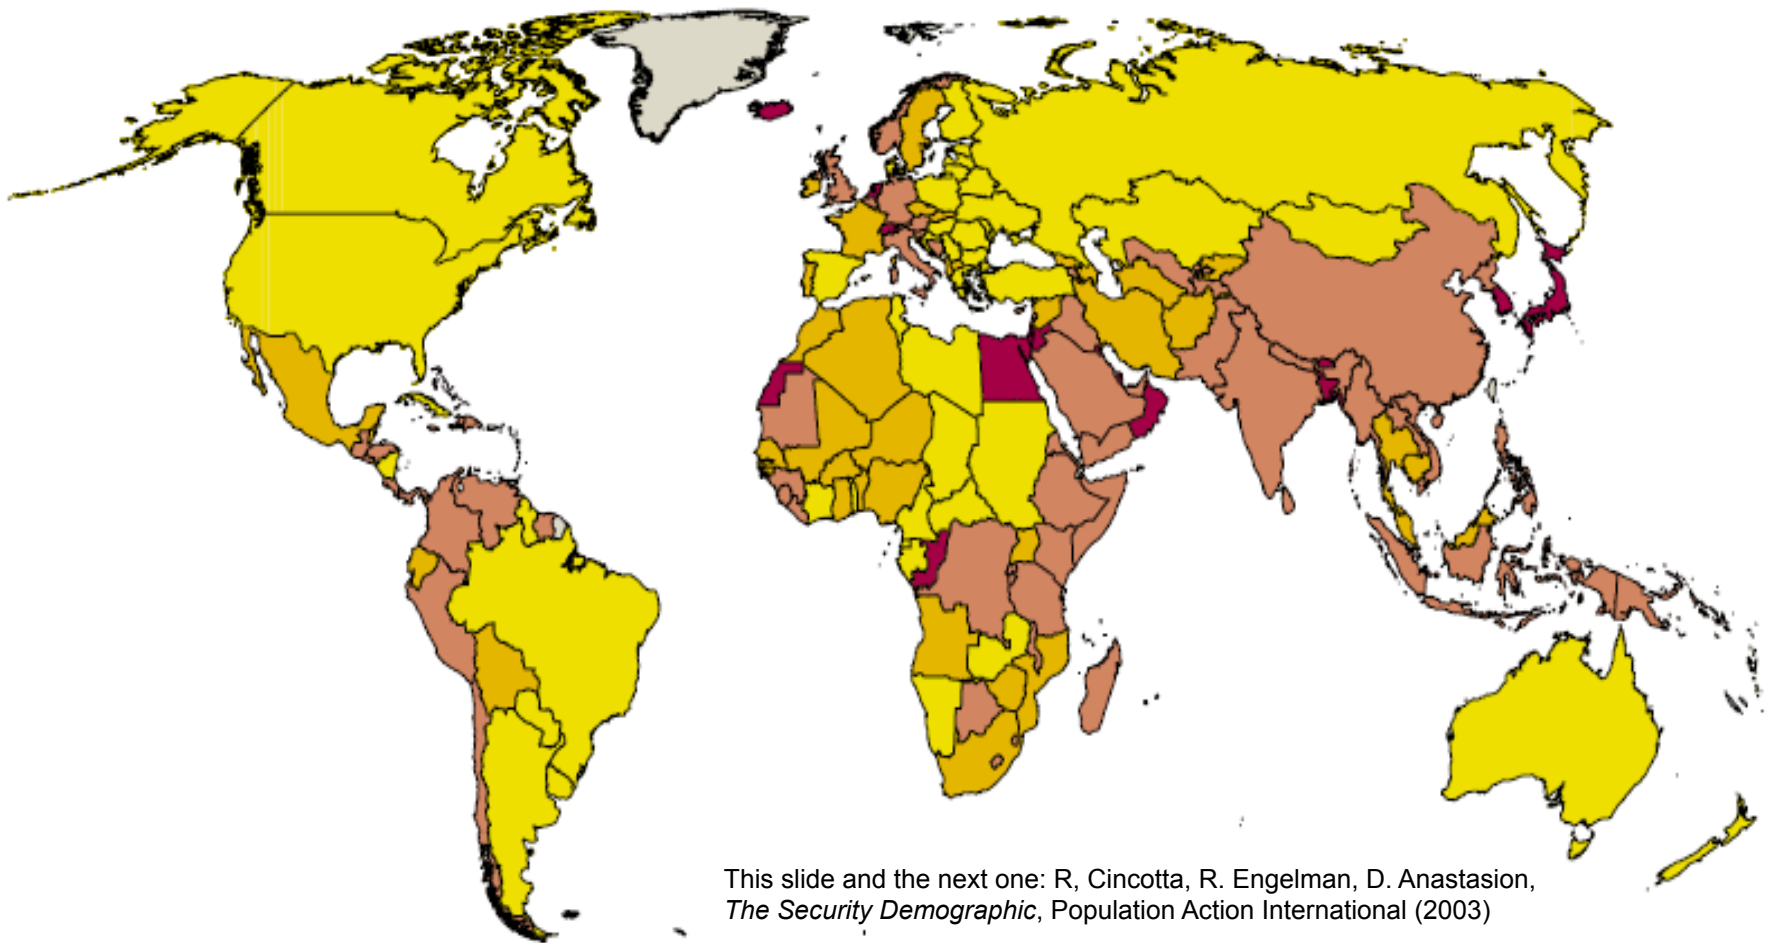 This slide and the next one: R, Cincotta, R. Engelman, D. Anastasion,
The Security Demographic, Population Action International (2003)